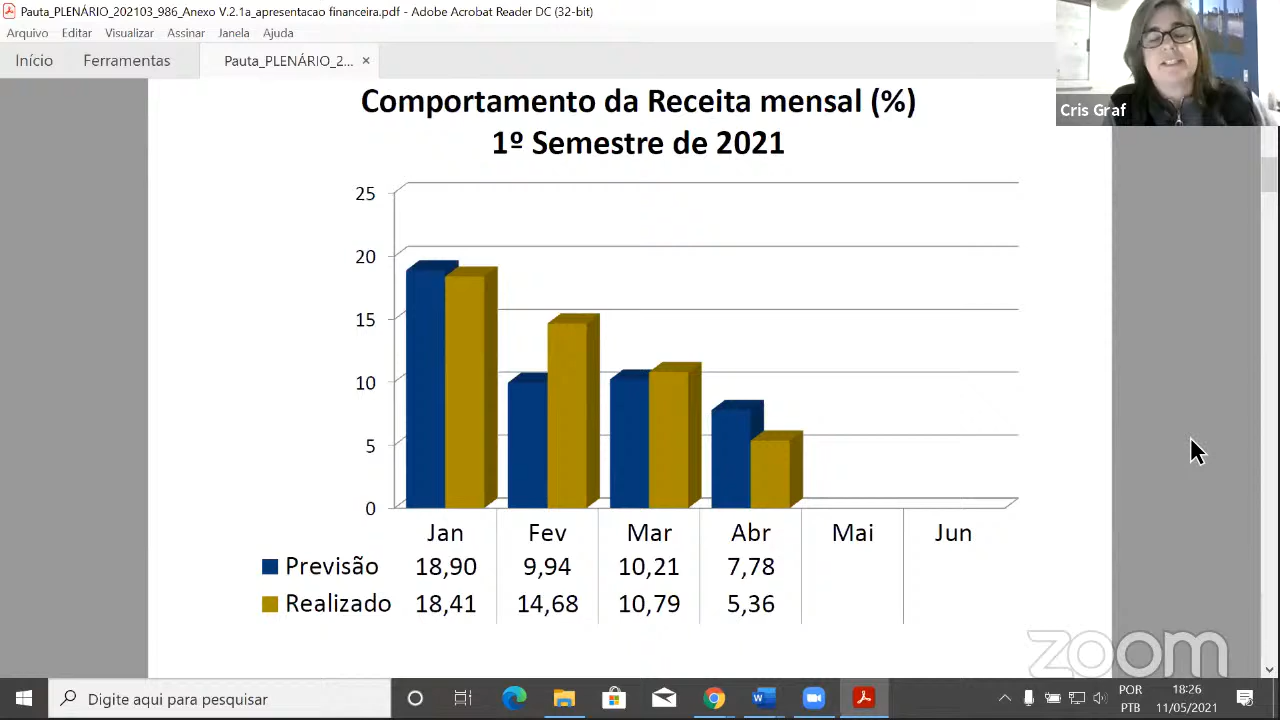 Pauta_PLENÁRIO_202103_986_Anexo V.2.1a_apresentacao financeira.pdf - Adobe Acrobat Reader DC (32-bit)
Arquivo Editar Visualizar Assinar Janela Ajuda
Início Ferramentas Pauta_PLENÁRIO_2... ×
Cris Graf
Comportamento da Receita mensal (%)
1º Semestre de 2021
25
20
15
10
5
0
Jan Fev Mar Abr Mai Jun
Previsão 18,90 9,94 10,21 7,78
Realizado 18,41 14,68 10,79 5,36
zoom
Digite aqui para pesquisar
POR
PTB
18:26
11/05/2021